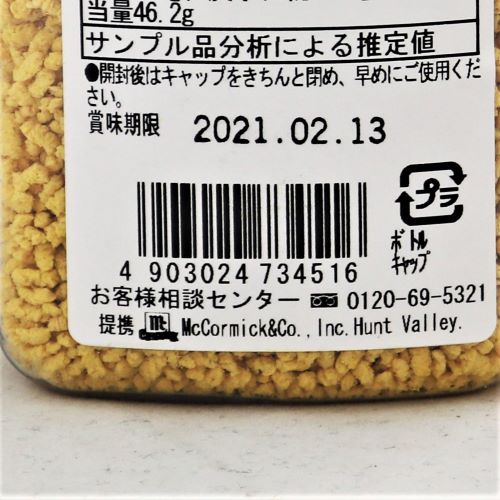 当量46.2g
サンプル品分析による推定値
●開封後はキャップをきちんと閉め、早めにご使用くだ
さい。
賞味期限 2021.02.13
プラ
ボトル
キャップ
4 903024 734516
お客様相談センター 0120-69-5321
提携 Mc McCormick&Co., Inc. Hunt Valley.